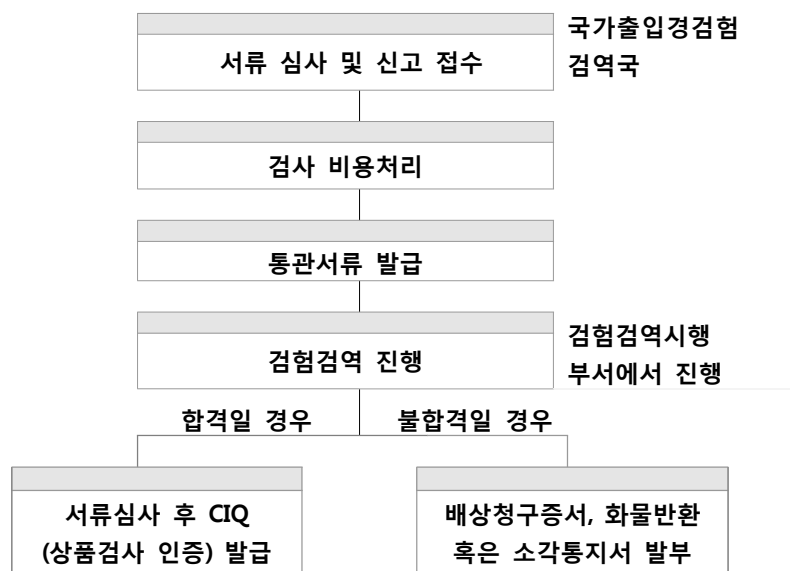 국가출입경검험
검역국
서류 심사 및 신고 접수
검사 비용처리
통관서류 발급
검험검역시행
부서에서 진행
검험검역 진행
합격일 경우
불합격일 경우
서류심사 후 CIQ
(상품검사 인증) 발급
배상청구증서, 화물반환
혹은 소각통지서 발부